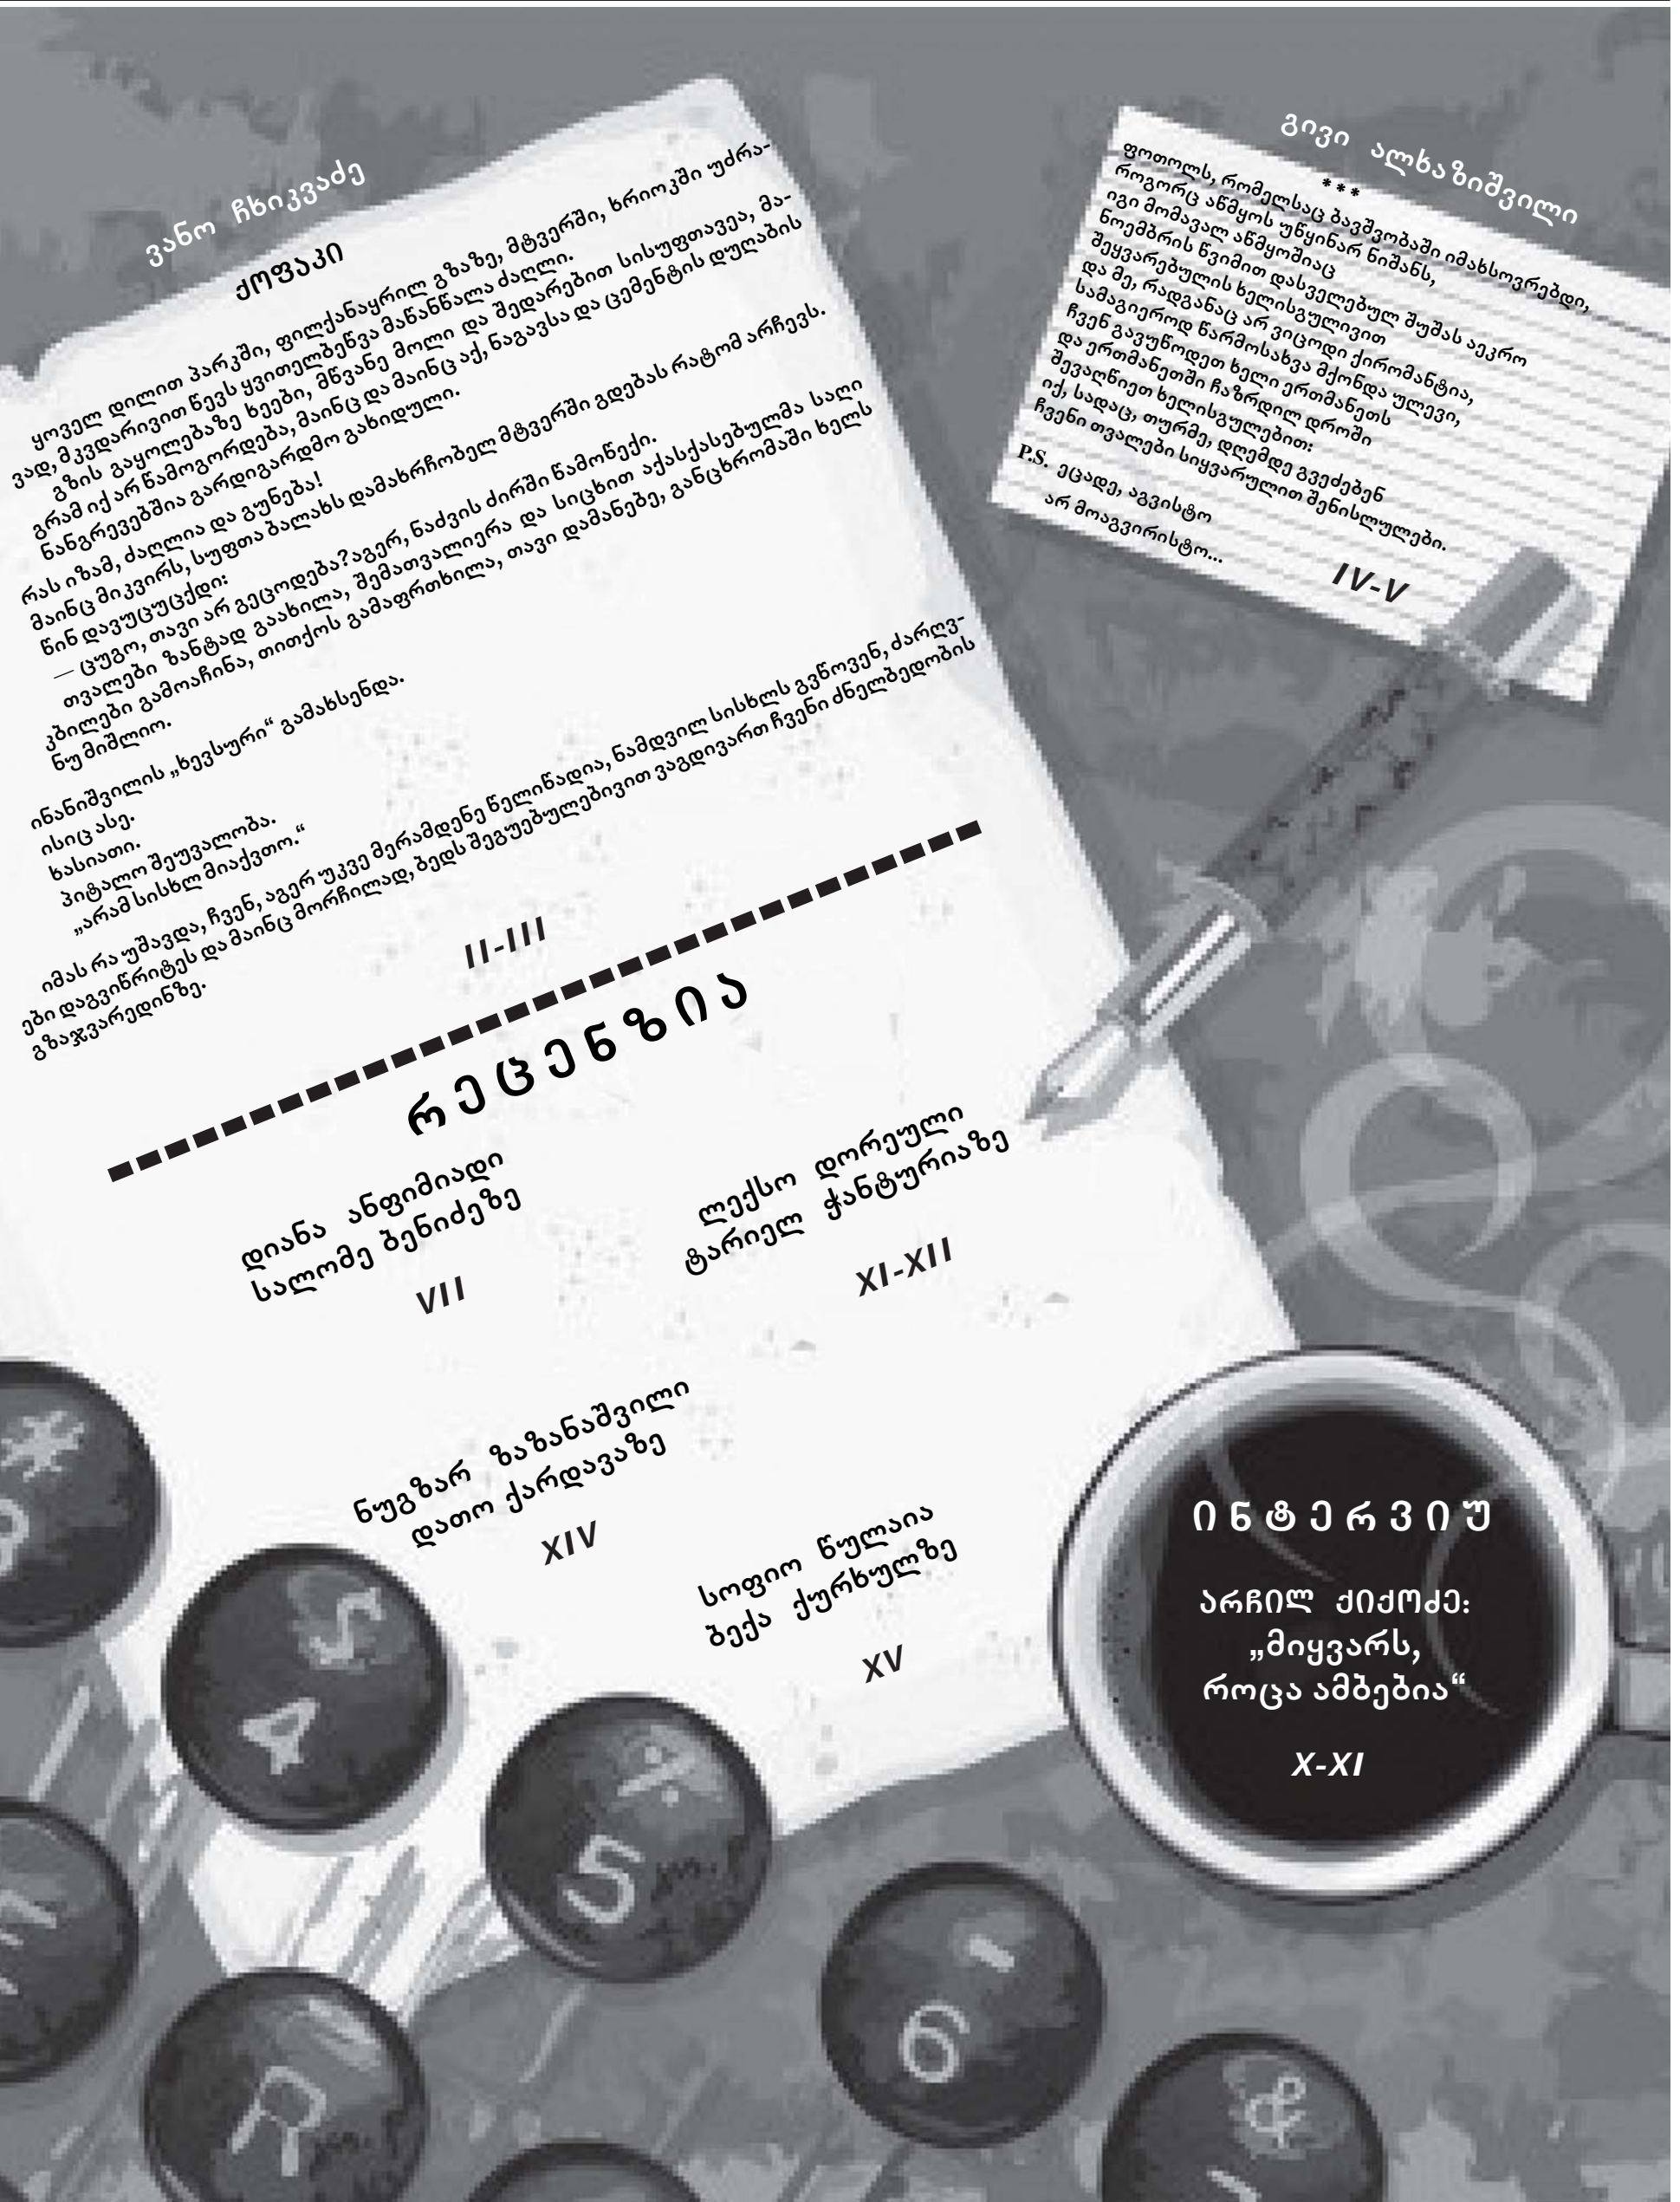 ვანო ჩხიკვაძე
ქოფაკი
ყოველ დილით პარკში, ფილქანაყრილ გზაზე, მტვერში, ხრიოკში უძრა-
ვად, მკვდარივით წევს ყვითელბეწვა მაწანწალა ძაღლი.
გზის გაყოლებაზე ხეები, მწვანე მოლი და შედარებით სისუფთავეა, მა-
გრამ იქ არ წამოგორდება, მაინც და მაინც აქ, ნაგავსა და ცემენტის დუღაბის
ნანგრევებშია გარდიგარდმო გახიდული.
რას იზამ, ძაღლია და გუნება!
მაინც მიკვირს, სუფთა ბალახს დამახრჩობელ მტვერში გდებას რატომ არჩევს.
წინ დავუცუცქდი:
— ცუგო, თავი არ გეცოდება? აგერ, ნაძვის ძირში წამოწექი.
თვალები ზანტად გაახილა, შემათვალიერა და სიცხით აქასქასებულმა საღი
კბილები გამოაჩინა, თითქოს გამაფრთხილა, თავი დამანებე, განცხრომაში ხელს
ნუ მიშლიო.
ინანიშვილის „ხევსური“ გამახსენდა.
ისიც ასე.
ხასიათი.
პიტალო შეუვალობა.
„არამ სისხლ მიაქვთო.“
იმას რა უშავდა, ჩვენ, აგერ უკვე მერამდენე წელიწადია, ნამდვილ სისხლს გვწოვენ, ძარღვ-
ები დაგვიწრიტეს და მაინც მორჩილად, ბედს შეგუებულებივით ვაგდივართ ჩვენი ძნელბედობის
გზაჯვარედინზე.
II-III
გივი ალხაზიშვილი
***
ფოთოლს, რომელსაც ბავშვობაში იმახსოვრებდი,
როგორც აწმყოს უწყინარ ნიშანს,
იგი მომავალ აწმყოშიაც
ნოემბრის წვიმით დასველებულ შუშას აეკრო
შეყვარებულის ხელისგულივით
და მე, რადგანაც არ ვიცოდი ქირომანტია,
სამაგიეროდ წარმოსახვა მქონდა ულევი,
ჩვენ გავუწოდეთ ხელი ერთმანეთს
და ერთმანეთში ჩაზრდილ დროში
შევაღწიეთ ხელისგულებით:
იქ, სადაც, თურმე, დღემდე გვეძებენ
ჩვენი თვალები სიყვარულით შენისლულები.
P.S. ეცადე, აგვისტო
არ მოაგვირისტო...
IV-V
რეცენზია
დიანა ანფიმიადი
სალომე ბენიძეზე
VII
ლექსო დორეული
ტარიელ ჭანტურიაზე
XI-XII
ნუგზარ ზაზანაშვილი
დათო ქარდავაზე
XIV
სოფიო წულაია
ბექა ქურხულზე
XV
ინტერვიუ
არჩილ ქიქოძე:
„მიყვარს,
როცა ამბებია“
X-XI
*
S
4
%
5
-
6
R
&